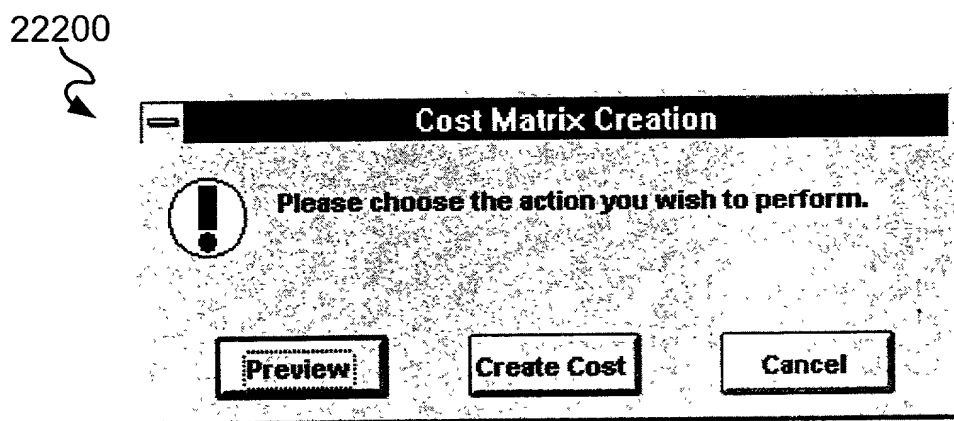 22200
Cost Matrix Creation
Please choose the action you wish to perform.
Preview Create Cost Cancel